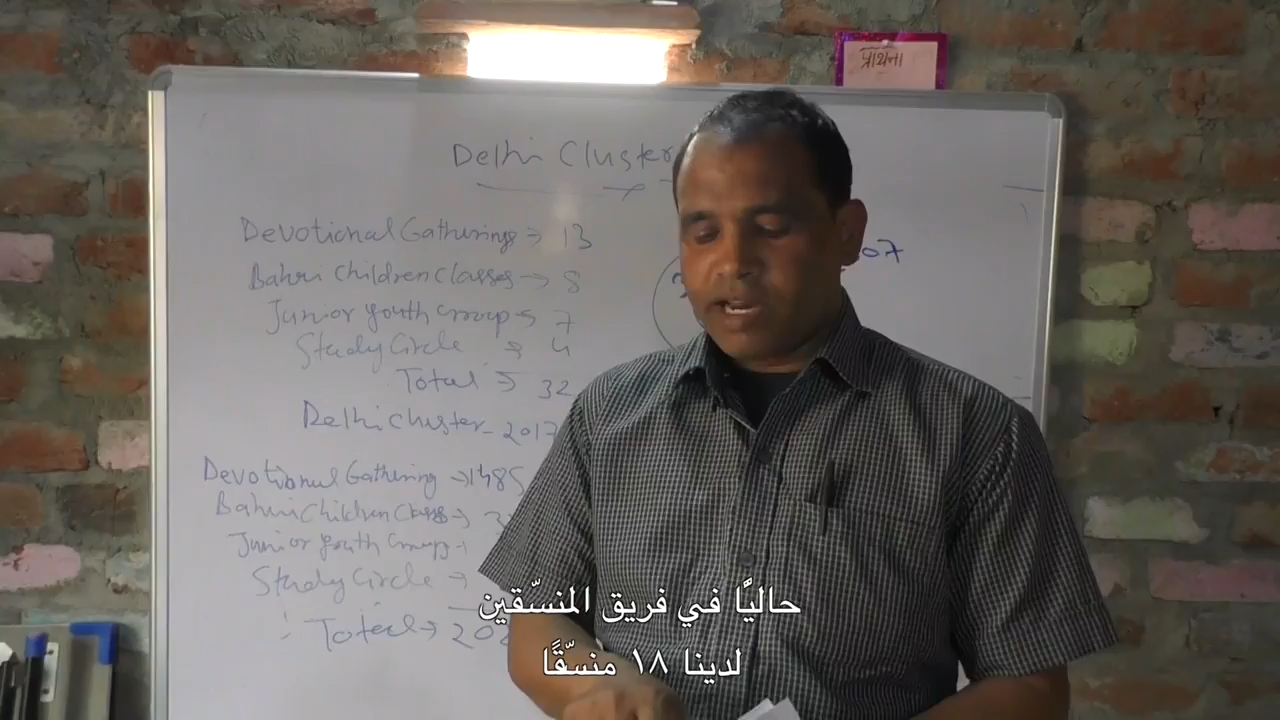 प्रार्थना
Delhi Cluster
Devotional Gatherings → 13
Bahai Children Classes → 8
Junior youth Group → 7
Study Circle → 4
Total → 32
Delhi Cluster - 2017
Devotional Gathering → 1485
Bahai Children Class →
Junior youth Group →
Study Circle →
Total →
حاليًّا في فريق المنسّقين
لدينا ١٨ منسّقًا